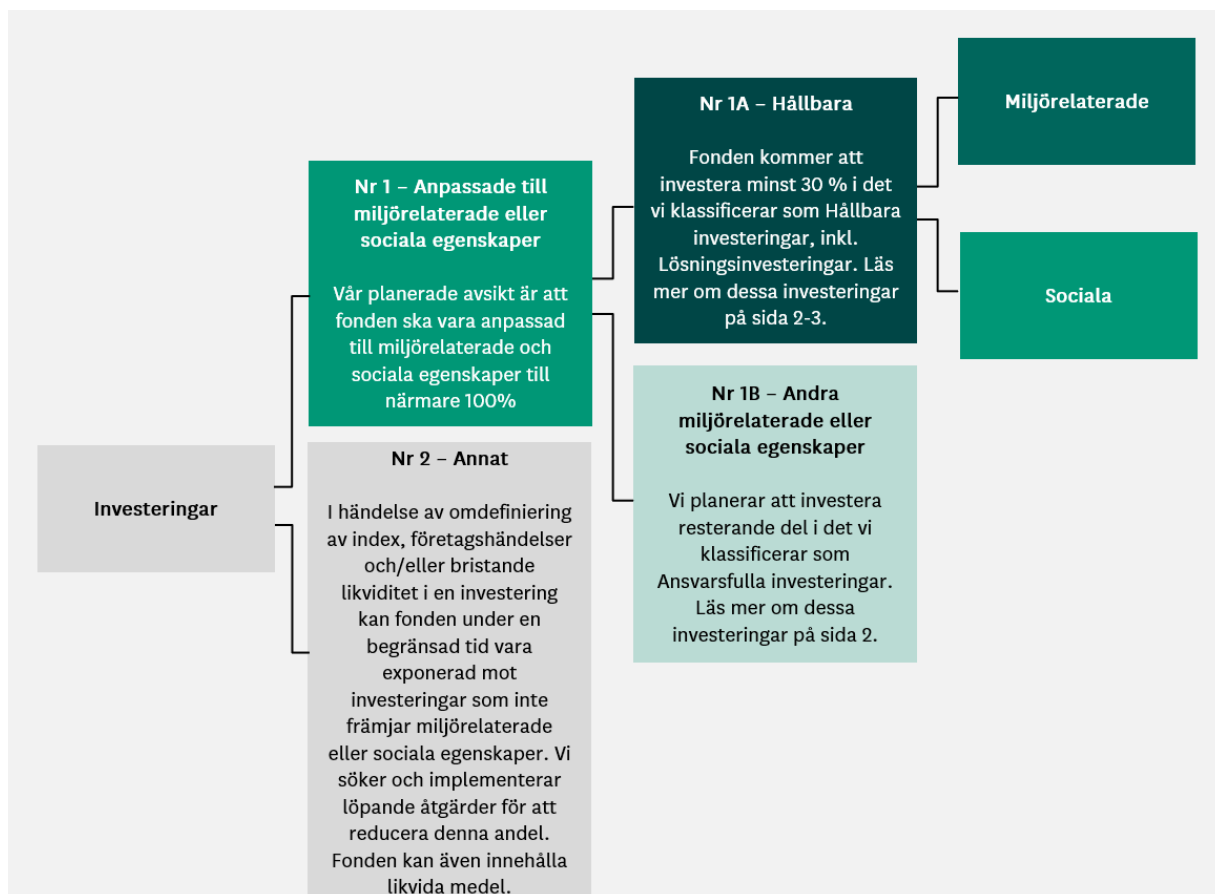 Investeringar
Nr 1 – Anpassade till
miljörelaterade eller
sociala egenskaper
Vår planerade avsikt är att
fonden ska vara anpassad
till miljörelaterade och
sociala egenskaper till
närmare 100%
Nr 2 – Annat
I händelse av omdefiniering
av index, företagshändelser
och/eller bristande
likviditet i en investering
kan fonden under en
begränsad tid vara
exponerad mot
investeringar som inte
främjar miljörelaterade
eller sociala egenskaper. Vi
söker och implementerar
löpande åtgärder för att
reducera denna andel.
Fonden kan även innehålla
likvida medel.
Nr 1A – Hållbara
Fonden kommer att
investera minst 30 % i det
vi klassificerar som Hållbara
investeringar, inkl.
Lösningsinvesteringar. Läs
mer om dessa investeringar
på sida 2-3.
Nr 1B – Andra
miljörelaterade eller
sociala egenskaper
Vi planerar att investera
resterande del i det vi
klassificerar som
Ansvarsfulla investeringar.
Läs mer om dessa
investeringar på sida 2.
Miljörelaterade
Sociala